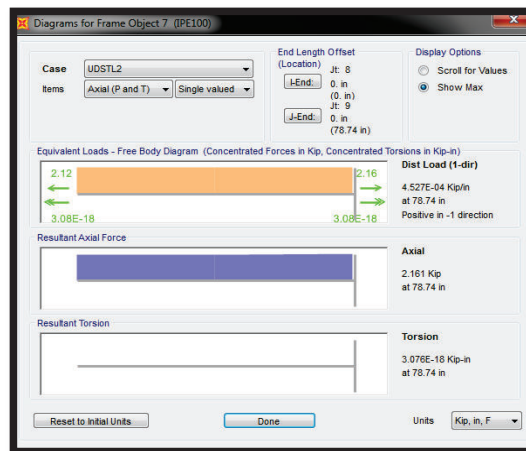 Diagrams for Frame Object 7 (IPE100)
Case
UDSTL2
Items
Axial (P and T)
Single valued
End Length Offset
(Location)
I-End:
Jt: 8
0. in
(0. in)
J-End:
Jt: 9
0. in
(78.74 in)
Display Options
Scroll for Values
Show Max
Equivalent Loads - Free Body Diagram (Concentrated Forces in Kip, Concentrated Torsions in Kip-in)
2.12
2.16
3.08E-18
3.08E-18
Dist Load (1-dir)
4.527E-04 Kip/in
at 78.74 in
Positive in -1 direction
Resultant Axial Force
Axial
2.161 Kip
at 78.74 in
Resultant Torsion
Torsion
3.076E-18 Kip-in
at 78.74 in
Reset to Initial Units
Done
Units
Kip, in, F